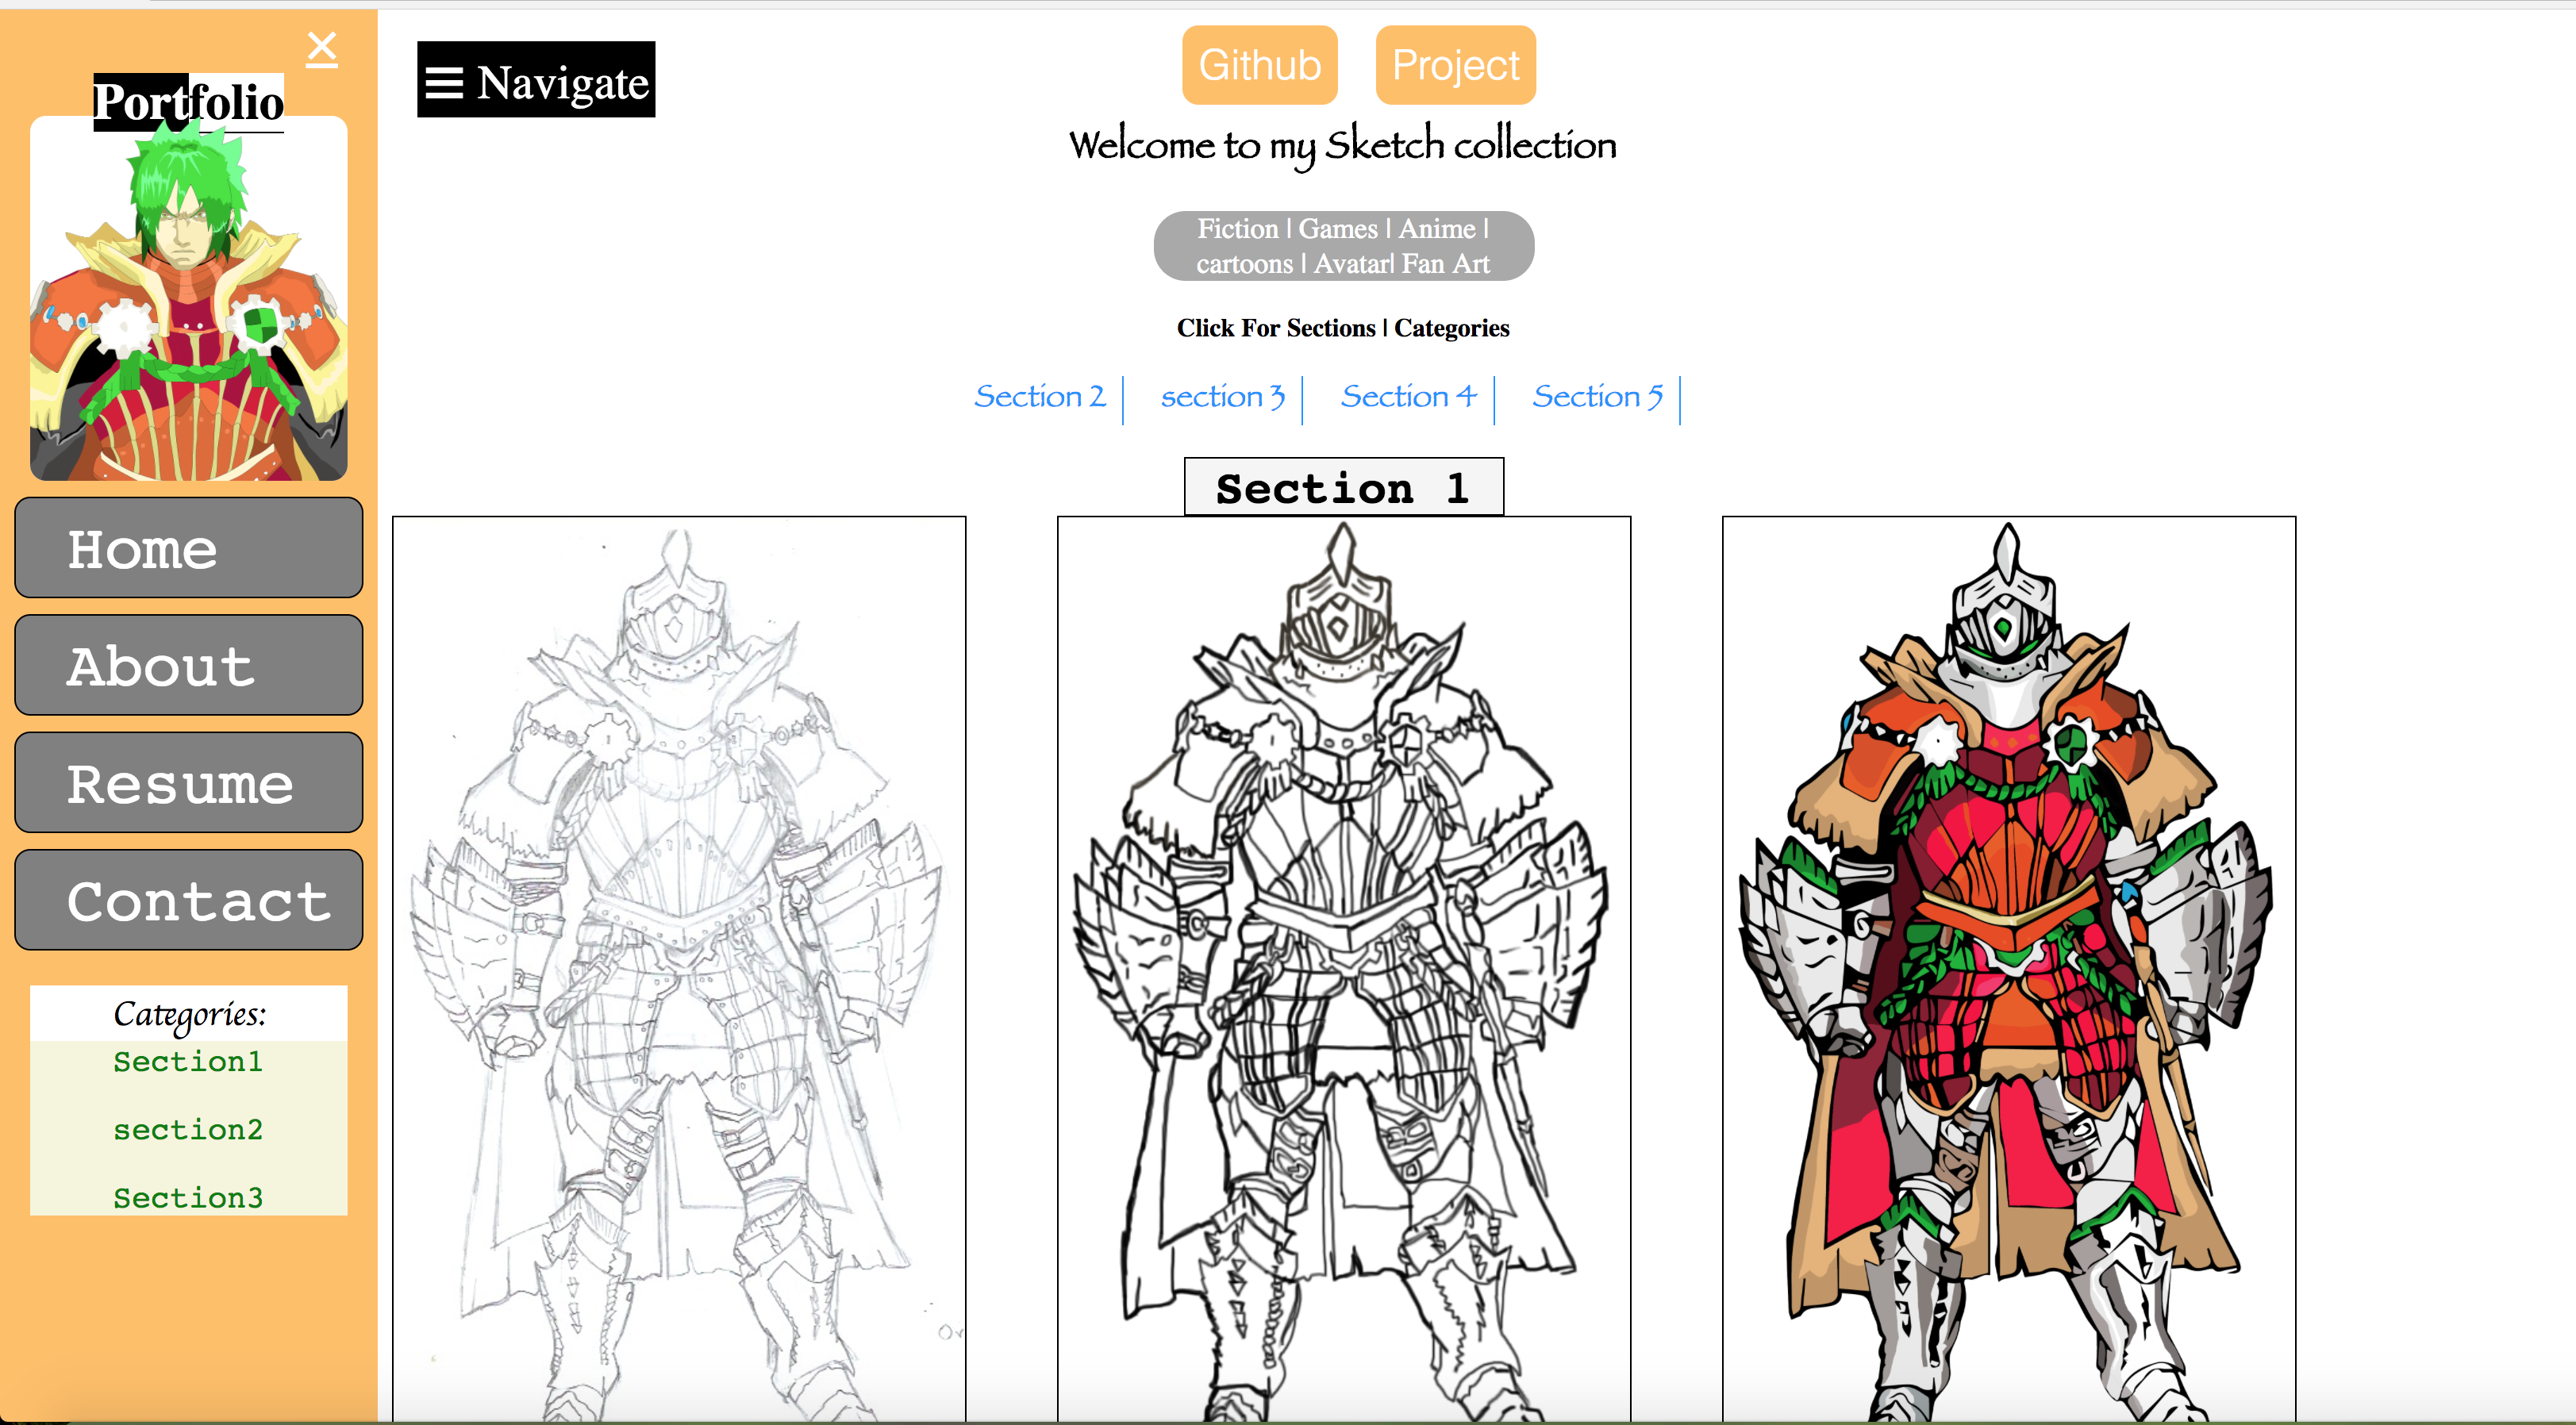 Portfolio
Home
About
Resume
Contact
Categories:
Section1
section2
Section3
☰ Navigate
Github Project
Welcome to my Sketch collection
Fiction | Games | Anime |
cartoons | Avatar| Fan Art
Click For Sections | Categories
Section 2 | section 3 | Section 4 | Section 5 |
Section 1